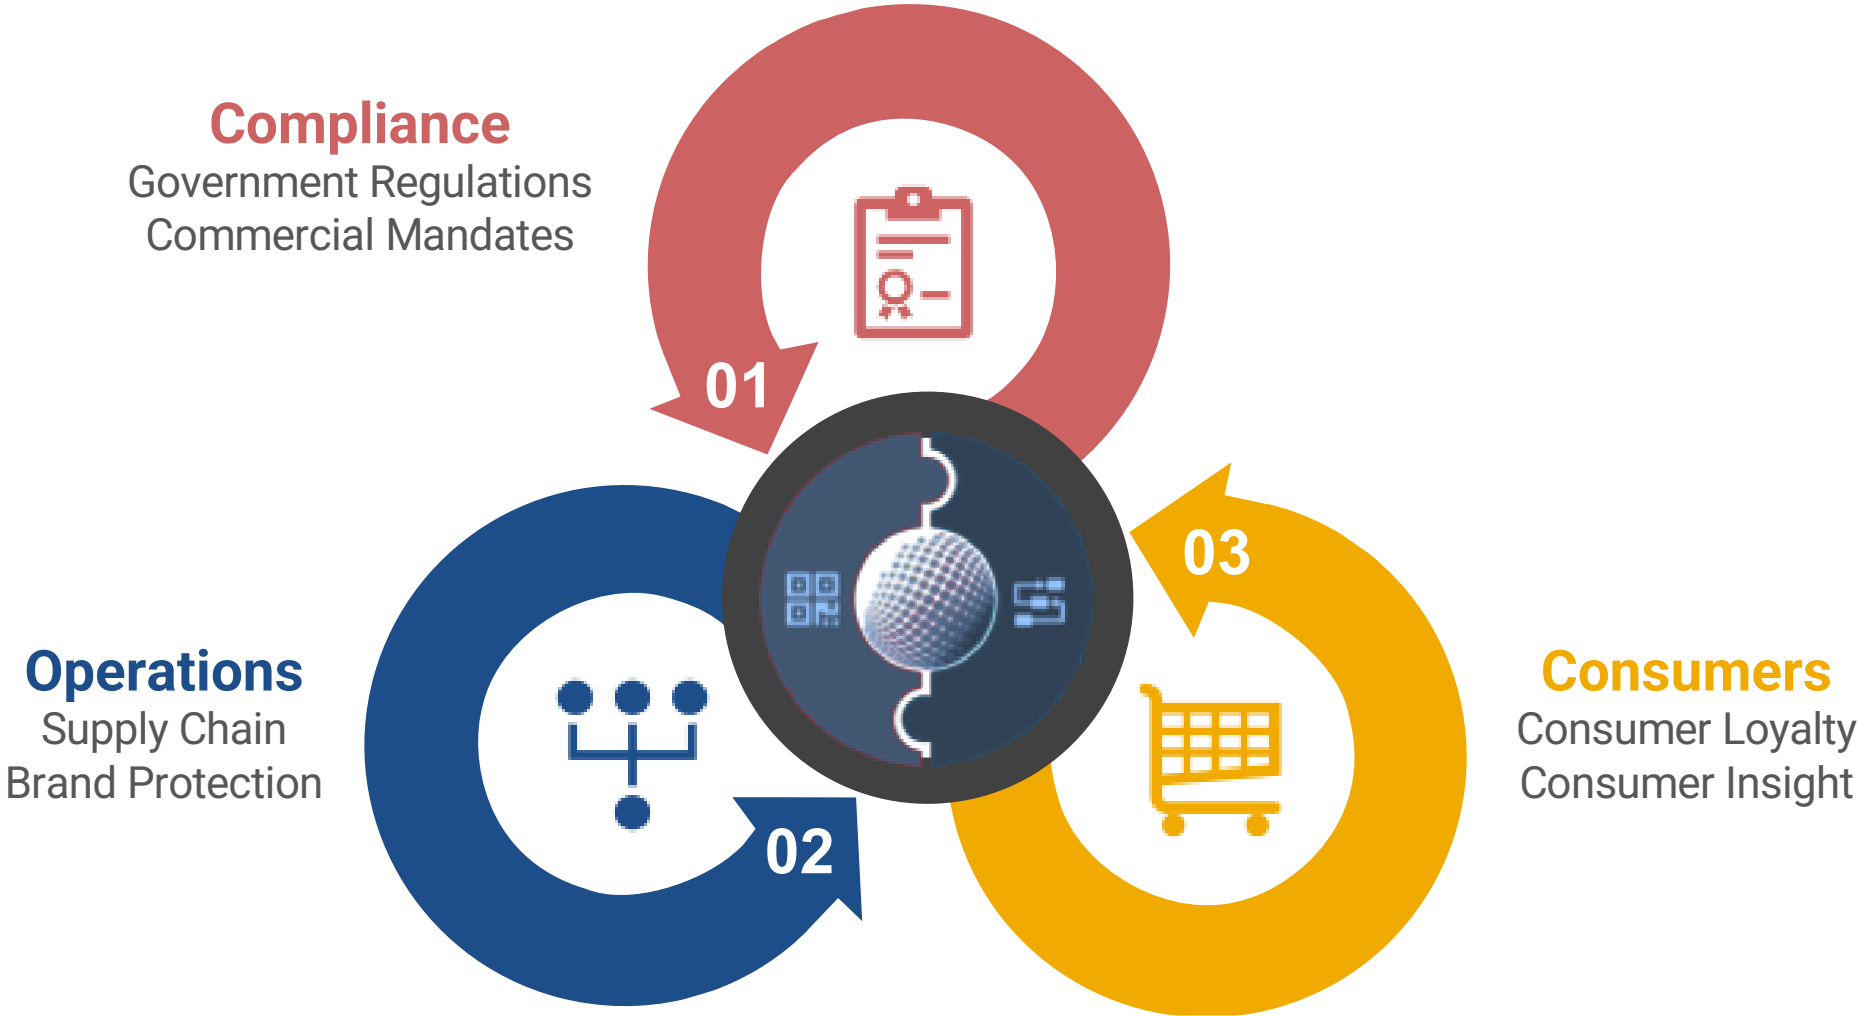 Compliance
Government Regulations
Commercial Mandates
01
Operations
Supply Chain
Brand Protection
02
03
Consumers
Consumer Loyalty
Consumer Insight